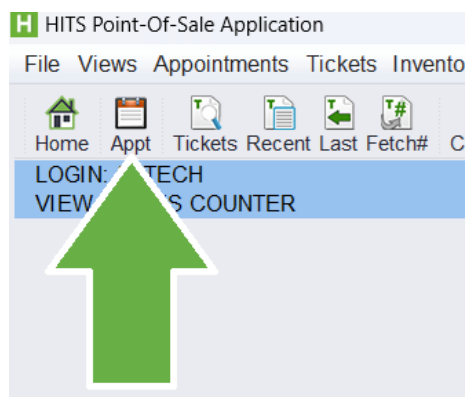 H HITS Point-Of-Sale Application
File Views Appointments Tickets
T T T T#
Home Appt Tickets Recent Last Fetch#
LOGIN: TECH
VIEW COUNTER